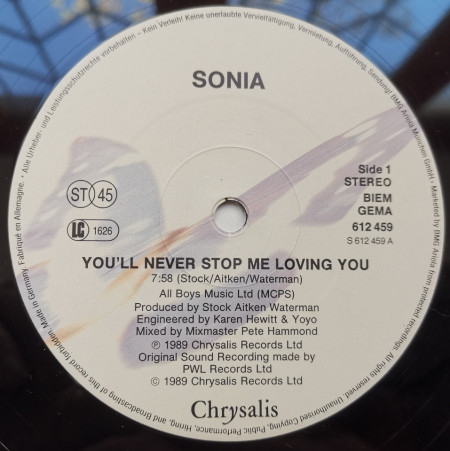 SONIA
Side 1
STEREO
BIEM
GEMA
612 459
S 612 459 A
ST 45
LC 1626
YOU'LL NEVER STOP ME LOVING YOU
7:58 (Stock/Aitken/Waterman)
All Boys Music Ltd (MCPS)
Produced by Stock Aitken Waterman
Engineered by Karen Hewitt & Yoyo
Mixed by Mixmaster Pete Hammond
℗ 1989 Chrysalis Records Ltd
Original Sound Recording made by
PWL Records Ltd
© 1989 Chrysalis Records Ltd
Chrysalis
• Alle Urheber- und Leistungsschutzrechte vorbehalten – Kein Verleih! Keine unerlaubte Vervielfältigung, Vermietung, Aufführung, Sendung! BMG Ariola München GmbH • Marketed by BMG Ariola
from protected recordings. All rights reserved. Unauthorised Copying, Public Performance, Hiring, and Broadcasting of this record forbidden. Made in Germany. Fabriqué en Allemagne.